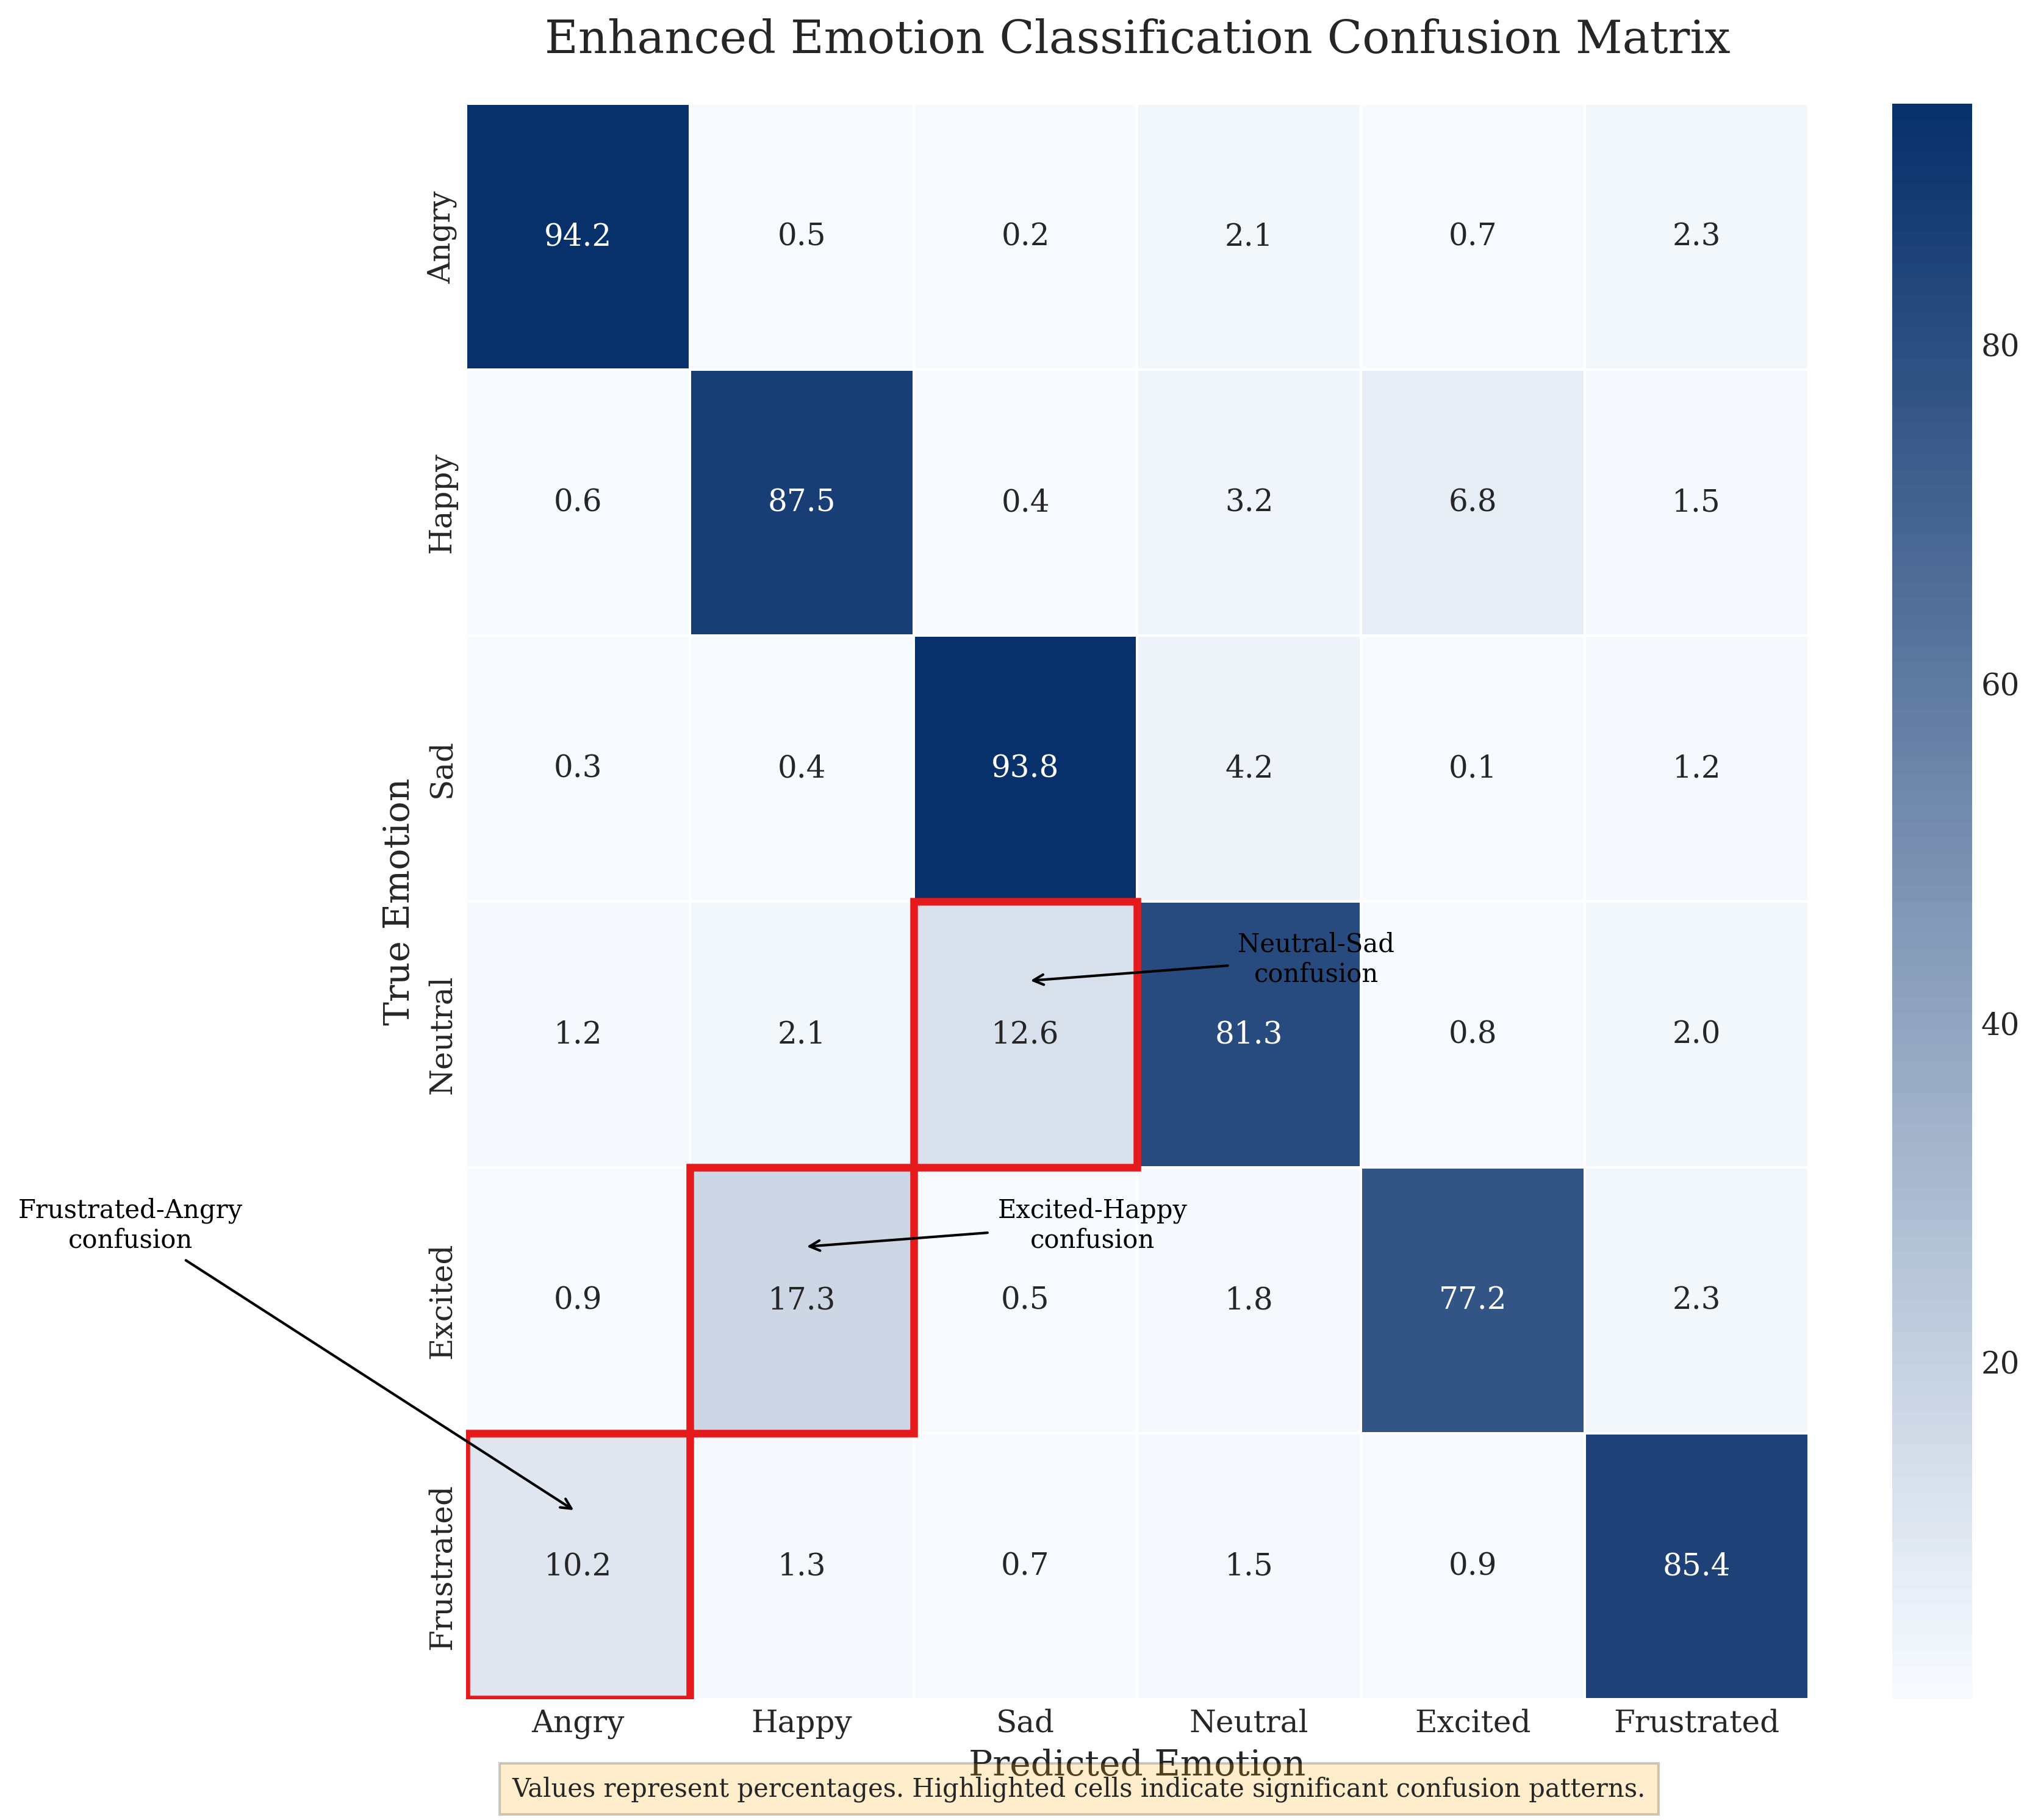 Enhanced Emotion Classification Confusion Matrix
Angry 94.2 0.5 0.2 2.1 0.7 2.3
80
Happy 0.6 87.5 0.4 3.2 6.8 1.5
60
Sad 0.3 0.4 93.8 4.2 0.1 1.2
True Emotion
Neutral-Sad
confusion
Neutral 1.2 2.1 12.6 81.3 0.8 2.0
40
Frustrated-Angry
confusion
Excited-Happy
confusion
Excited 0.9 17.3 0.5 1.8 77.2 2.3
20
Frustrated 10.2 1.3 0.7 1.5 0.9 85.4
Angry Happy Sad Neutral Excited Frustrated
Predicted Emotion
Values represent percentages. Highlighted cells indicate significant confusion patterns.